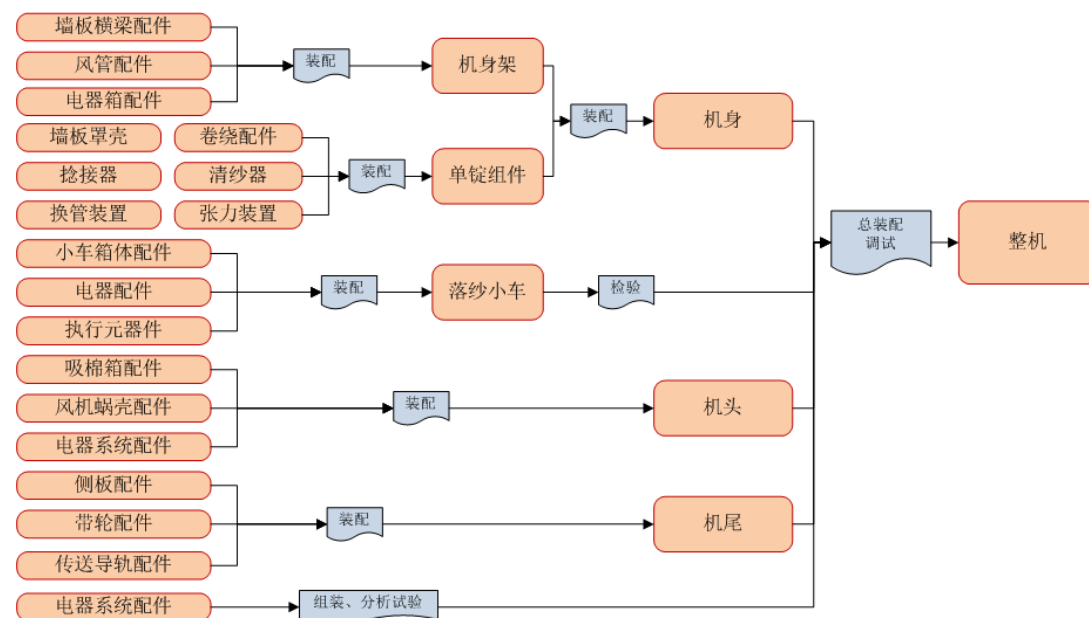 墙板横梁配件
风管配件
电器箱配件
装配
机身架
墙板罩壳
卷绕配件
捻接器
清纱器
换管装置
张力装置
装配
单锭组件
装配
机身
小车箱体配件
电器配件
执行元器件
装配
落纱小车
检验
吸棉箱配件
风机蜗壳配件
电器系统配件
装配
机头
侧板配件
带轮配件
传送导轨配件
装配
机尾
电器系统配件
组装、分析试验
总装配
调试
整机